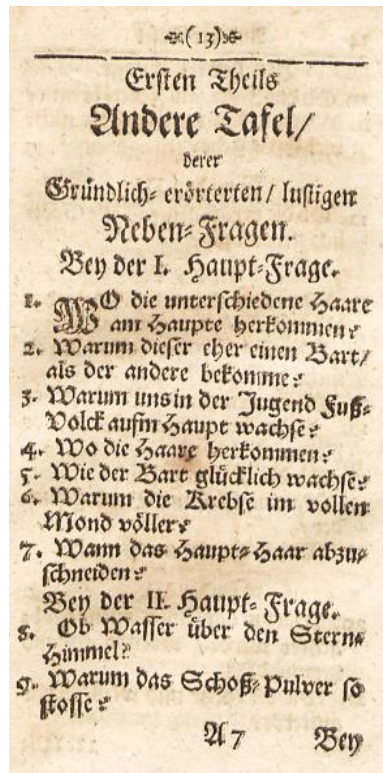 (13)
Ersten Theils
Andere Tafel/
derer
Gründlich- erörterten/ lustigen
Neben-Fragen.
Bey der I. Haupt-Frage.
1. WO die unterschiedene Haare
am Haupte herkommen?
2. Warum dieser eher einen Bart/
als der andere bekomme?
3. Warum uns in der Jugend Fuß-
Volck aufm Haupt wachse?
4. Wo die Haare herkommen?
5. Wie der Bart glücklich wachse?
6. Warum die Krebse im vollen
Mond völler?
7. Wann das Haupt-Haar abzu-
schneiden?
Bey der II. Haupt-Frage.
8. Ob Wasser über den Stern-
Himmel?
9. Warum das Schoß-Pulver so
stosse?
A 7 Bey